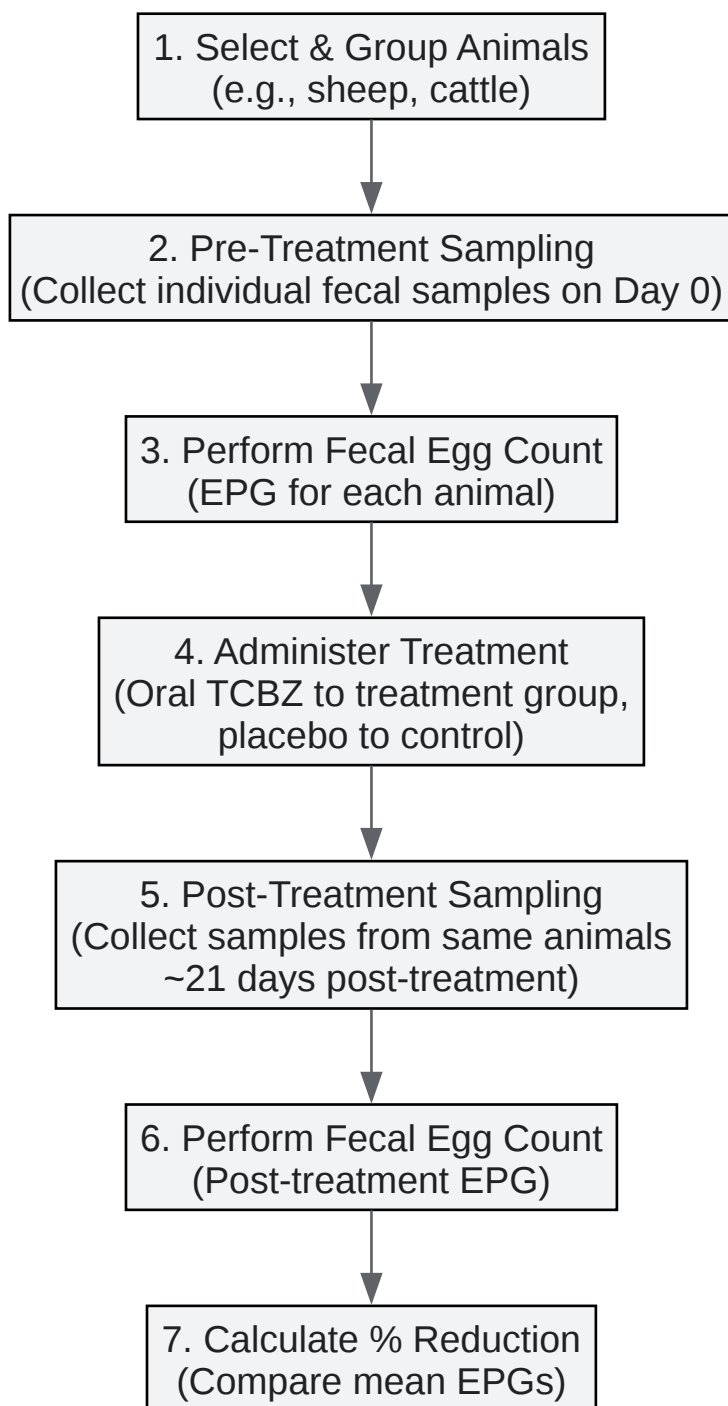 1. Select & Group Animals
(e.g., sheep, cattle)
2. Pre-Treatment Sampling
(Collect individual fecal samples on Day 0)
3. Perform Fecal Egg Count
(EPG for each animal)
4. Administer Treatment
(Oral TCBZ to treatment group,
placebo to control)
5. Post-Treatment Sampling
(Collect samples from same animals
~21 days post-treatment)
6. Perform Fecal Egg Count
(Post-treatment EPG)
7. Calculate % Reduction
(Compare mean EPGs)